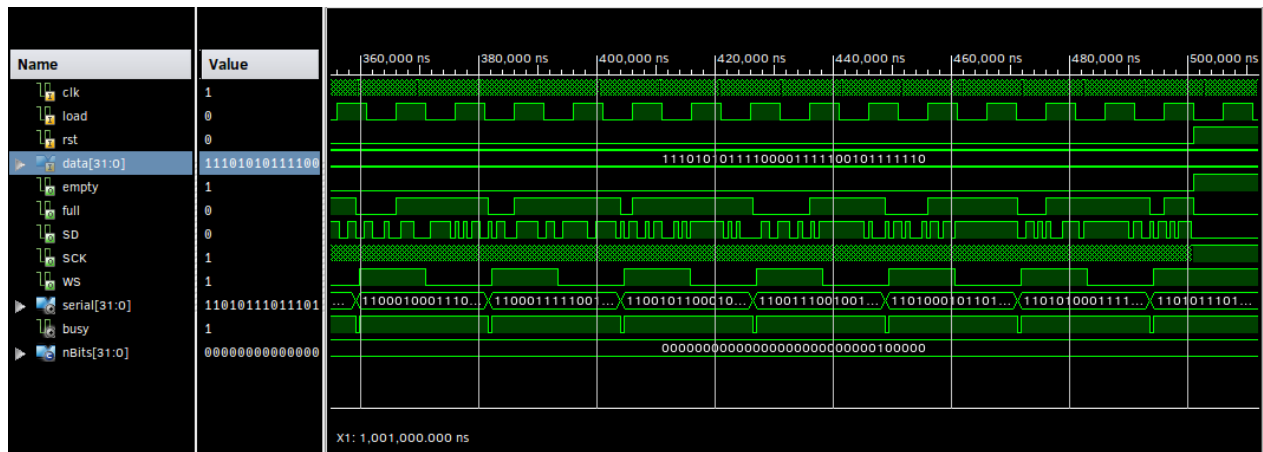 Name Value 360,000 ns 380,000 ns 400,000 ns 420,000 ns 440,000 ns 460,000 ns 480,000 ns 500,000 ns
clk 1
load 0
rst 0
data[31:0] 11101010111100 11101010111100001111100101111110
empty 1
full 0
SD 0
SCK 1
WS 1
serial[31:0] 11010111011101 ... 11000100011110... 1100011111001... 1100101100010... 1100111001001... 1101000101101... 1101010001111... 1101011101...
busy 1
nBits[31:0] 00000000000000 00000000000000000000000000100000
X1: 1,001,000.000 ns